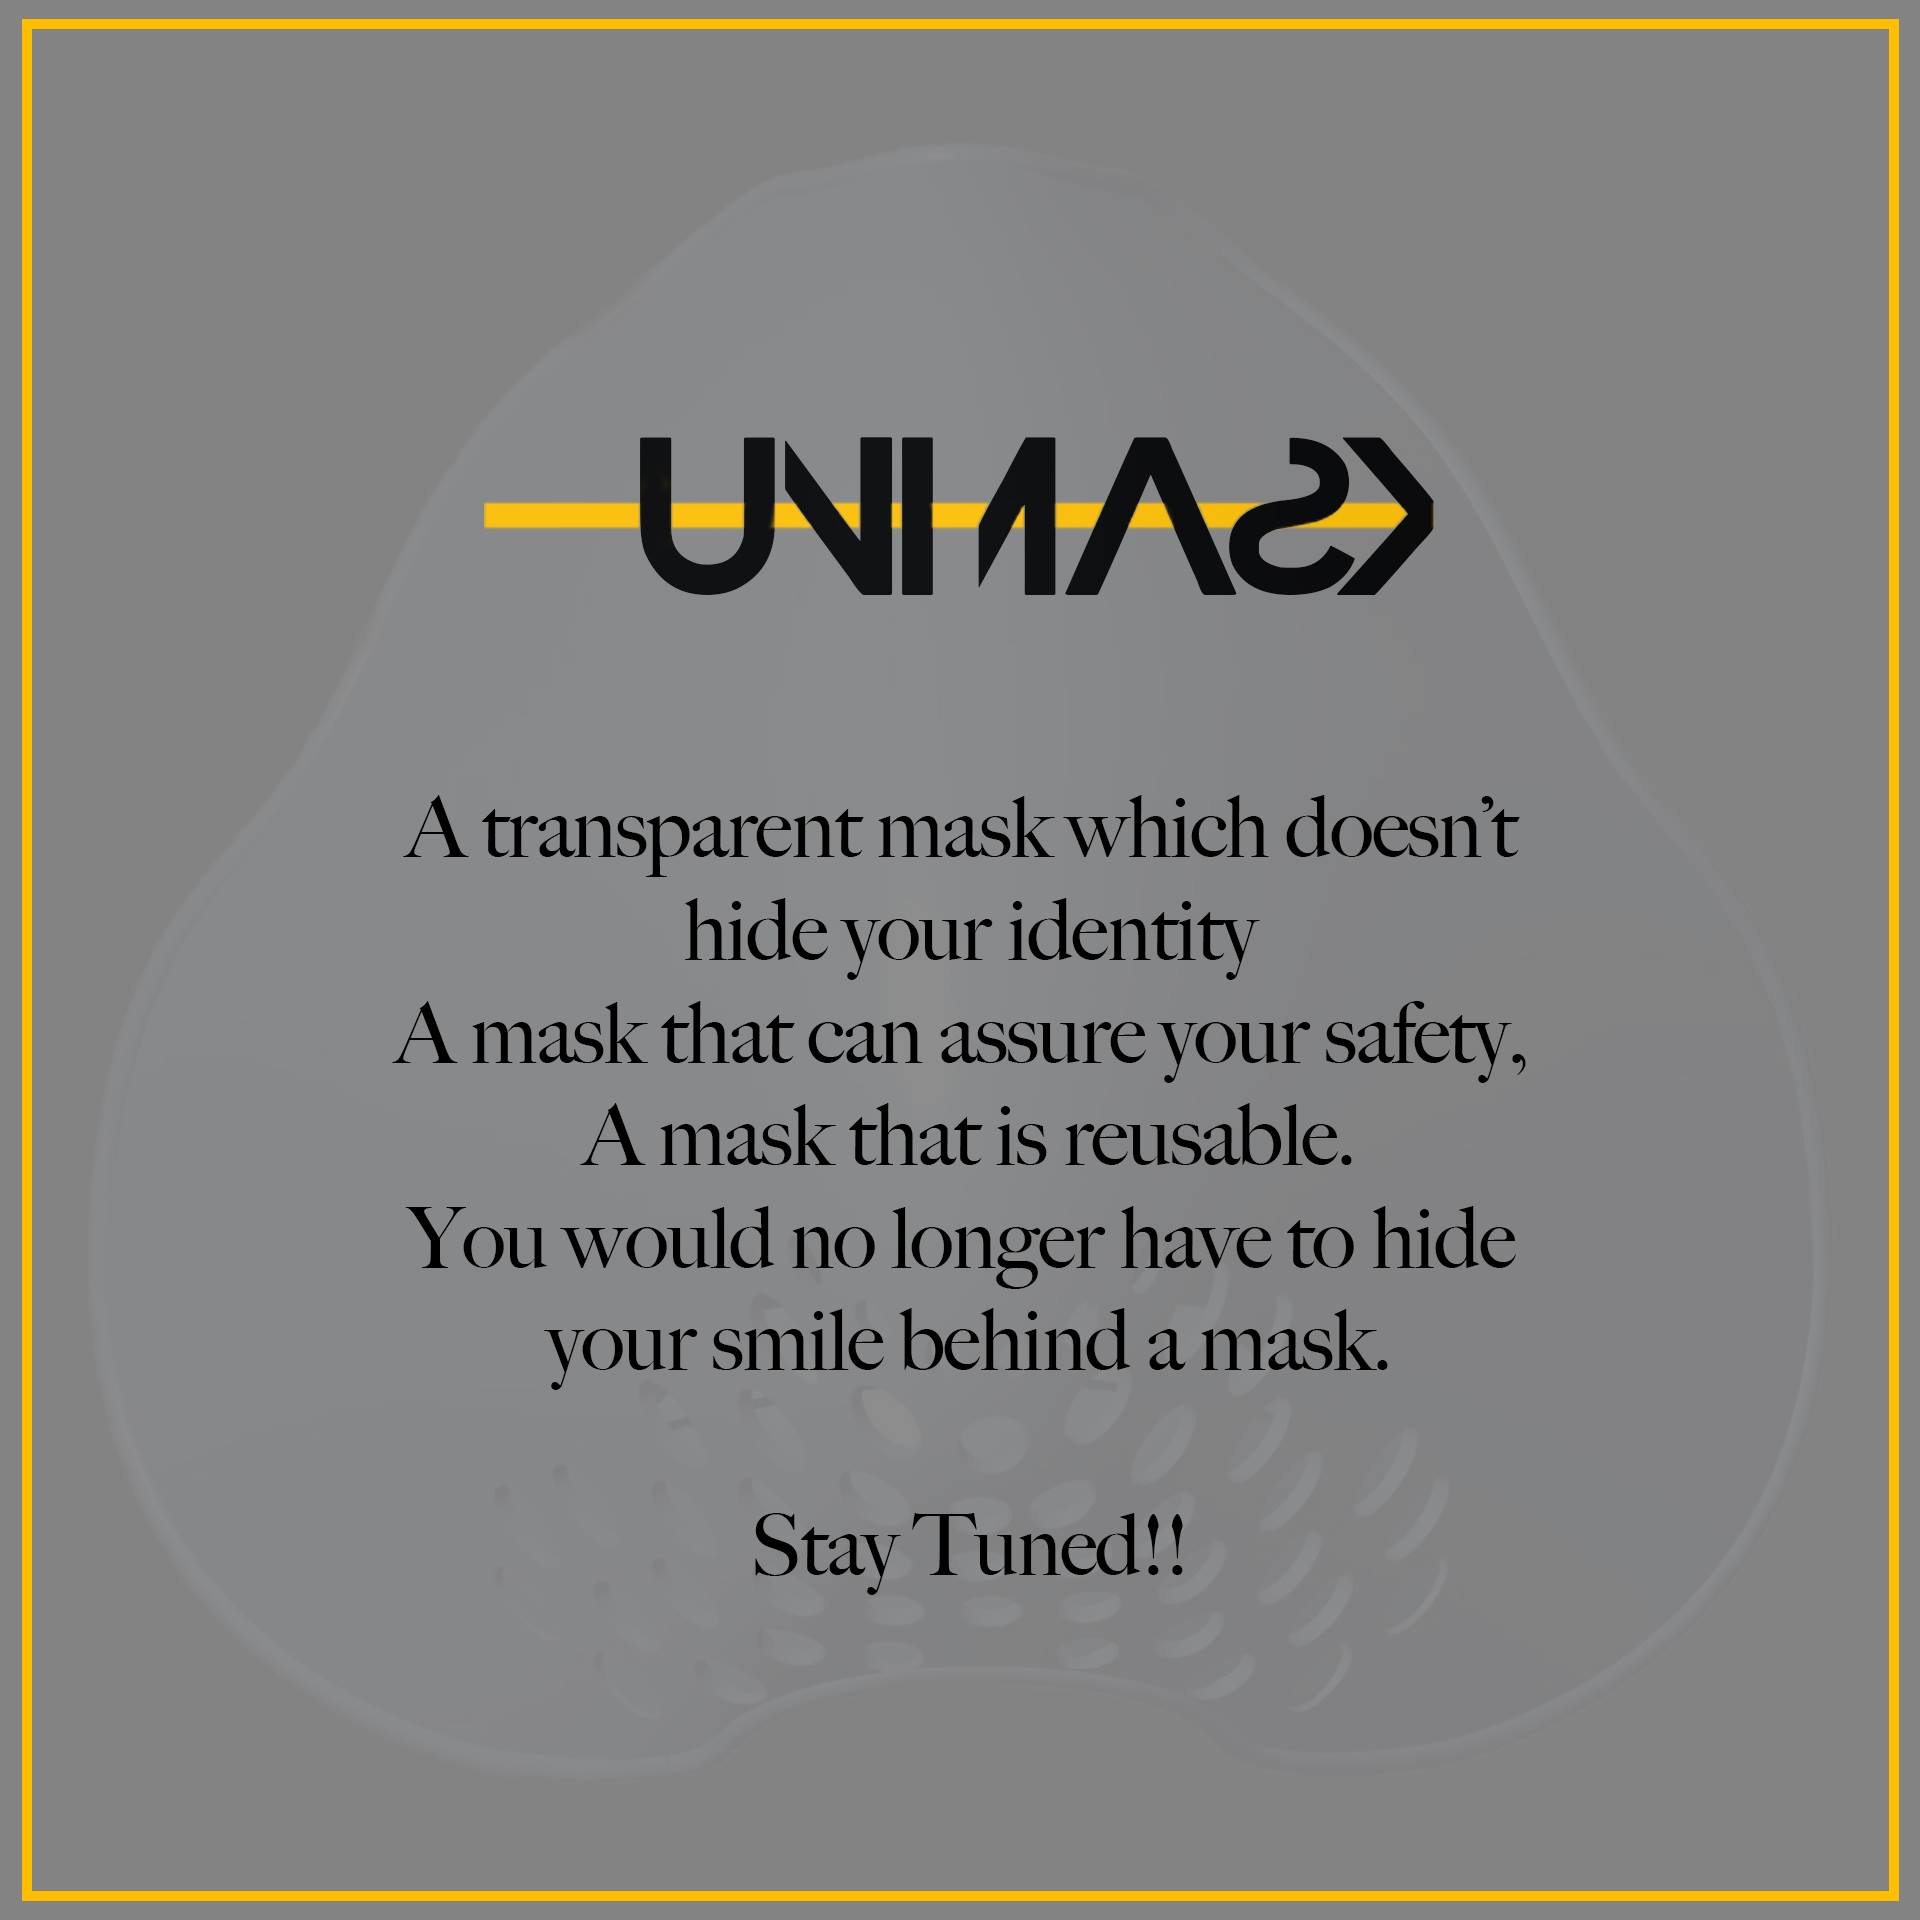 UNIMASK
A transparent mask which doesn’t
hide your identity
A mask that can assure your safety,
A mask that is reusable.
You would no longer have to hide
your smile behind a mask.
Stay Tuned!!